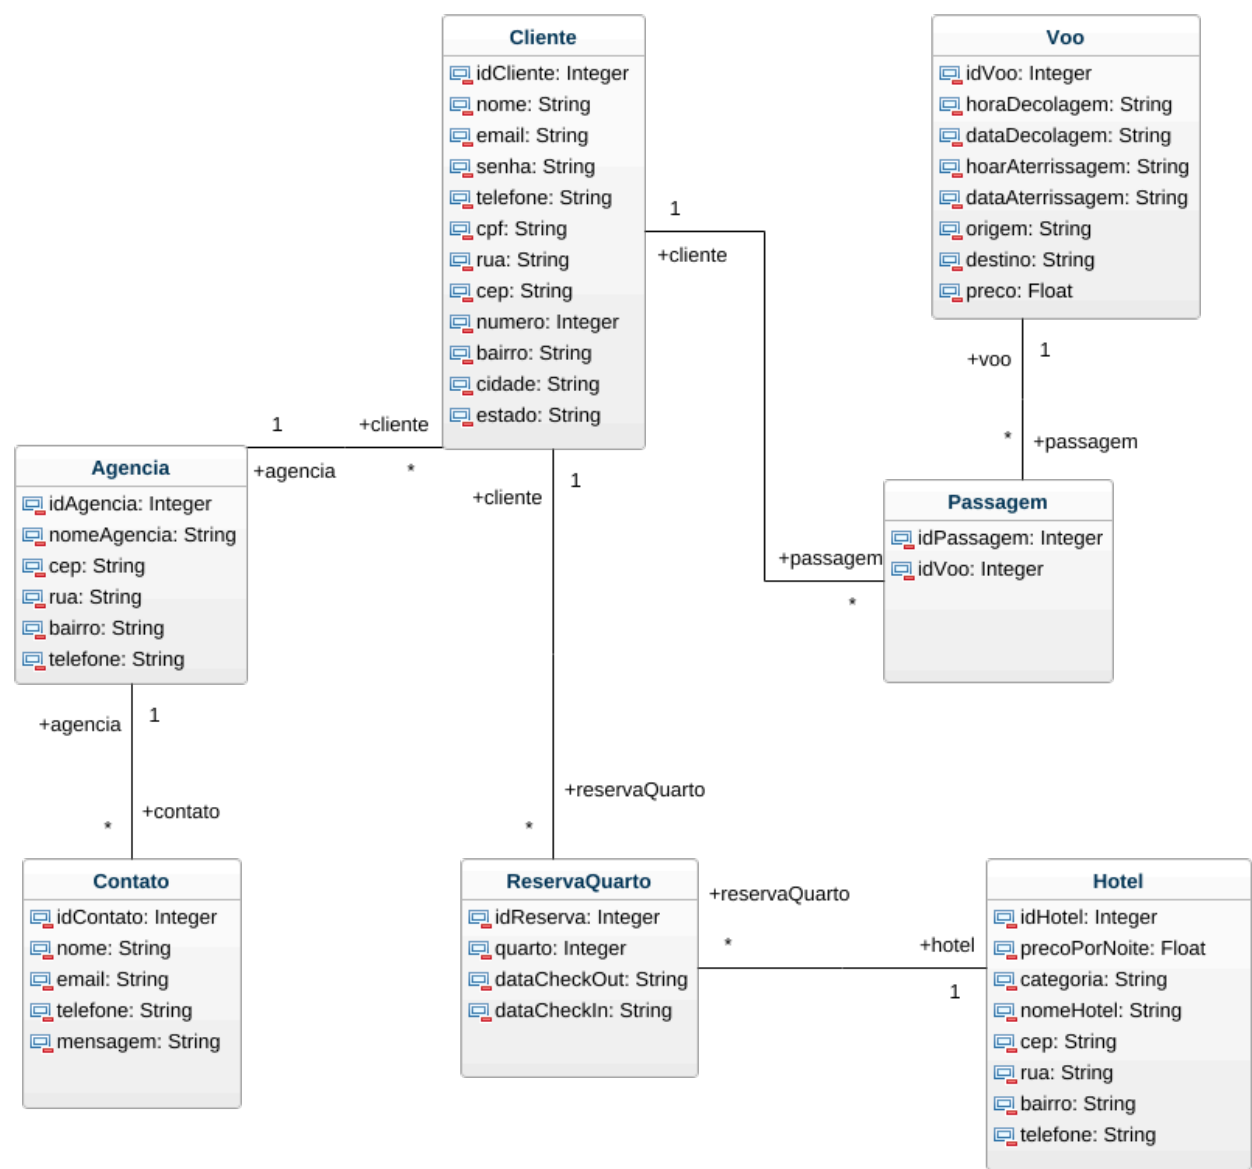 Cliente
idCliente: Integer
nome: String
email: String
senha: String
telefone: String
cpf: String
rua: String
cep: String
numero: Integer
bairro: String
cidade: String
estado: String
Voo
idVoo: Integer
horaDecolagem: String
dataDecolagem: String
hoarAterrissagem: String
dataAterrissagem: String
origem: String
destino: String
preco: Float
1
+cliente
+voo
1
*
+passagem
1
+cliente
+agencia
*
+cliente
1
Agencia
idAgencia: Integer
nomeAgencia: String
cep: String
rua: String
bairro: String
telefone: String
Passagem
idPassagem: Integer
idVoo: Integer
+passagem
*
+agencia
1
+contato
*
+reservaQuarto
*
Contato
idContato: Integer
nome: String
email: String
telefone: String
mensagem: String
ReservaQuarto
idReserva: Integer
quarto: Integer
dataCheckOut: String
dataCheckIn: String
+reservaQuarto
*
+hotel
1
Hotel
idHotel: Integer
precoPorNoite: Float
categoria: String
nomeHotel: String
cep: String
rua: String
bairro: String
telefone: String